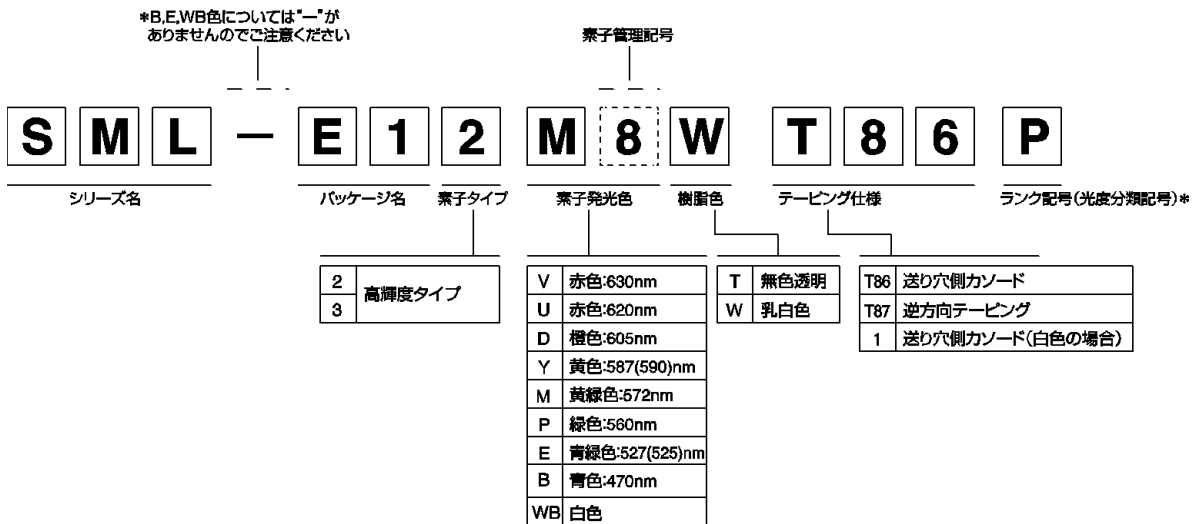 *B,E,WB色については"ー"が
ありませんのでご注意ください
素子管理記号
S M L － E 1 2 M 8 W T 8 6 P
シリーズ名 パッケージ名 素子タイプ 素子発光色 樹脂色 テーピング仕様 ランク記号(光度分類記号)*
2
3
高輝度タイプ
V 赤色:630nm
U 赤色:620nm
D 橙色:605nm
Y 黄色:587(590)nm
M 黄緑色:572nm
P 緑色:560nm
E 青緑色:527(525)nm
B 青色:470nm
WB 白色
T 無色透明
W 乳白色
T86 送り穴側カソード
T87 逆方向テーピング
1 送り穴側カソード(白色の場合)